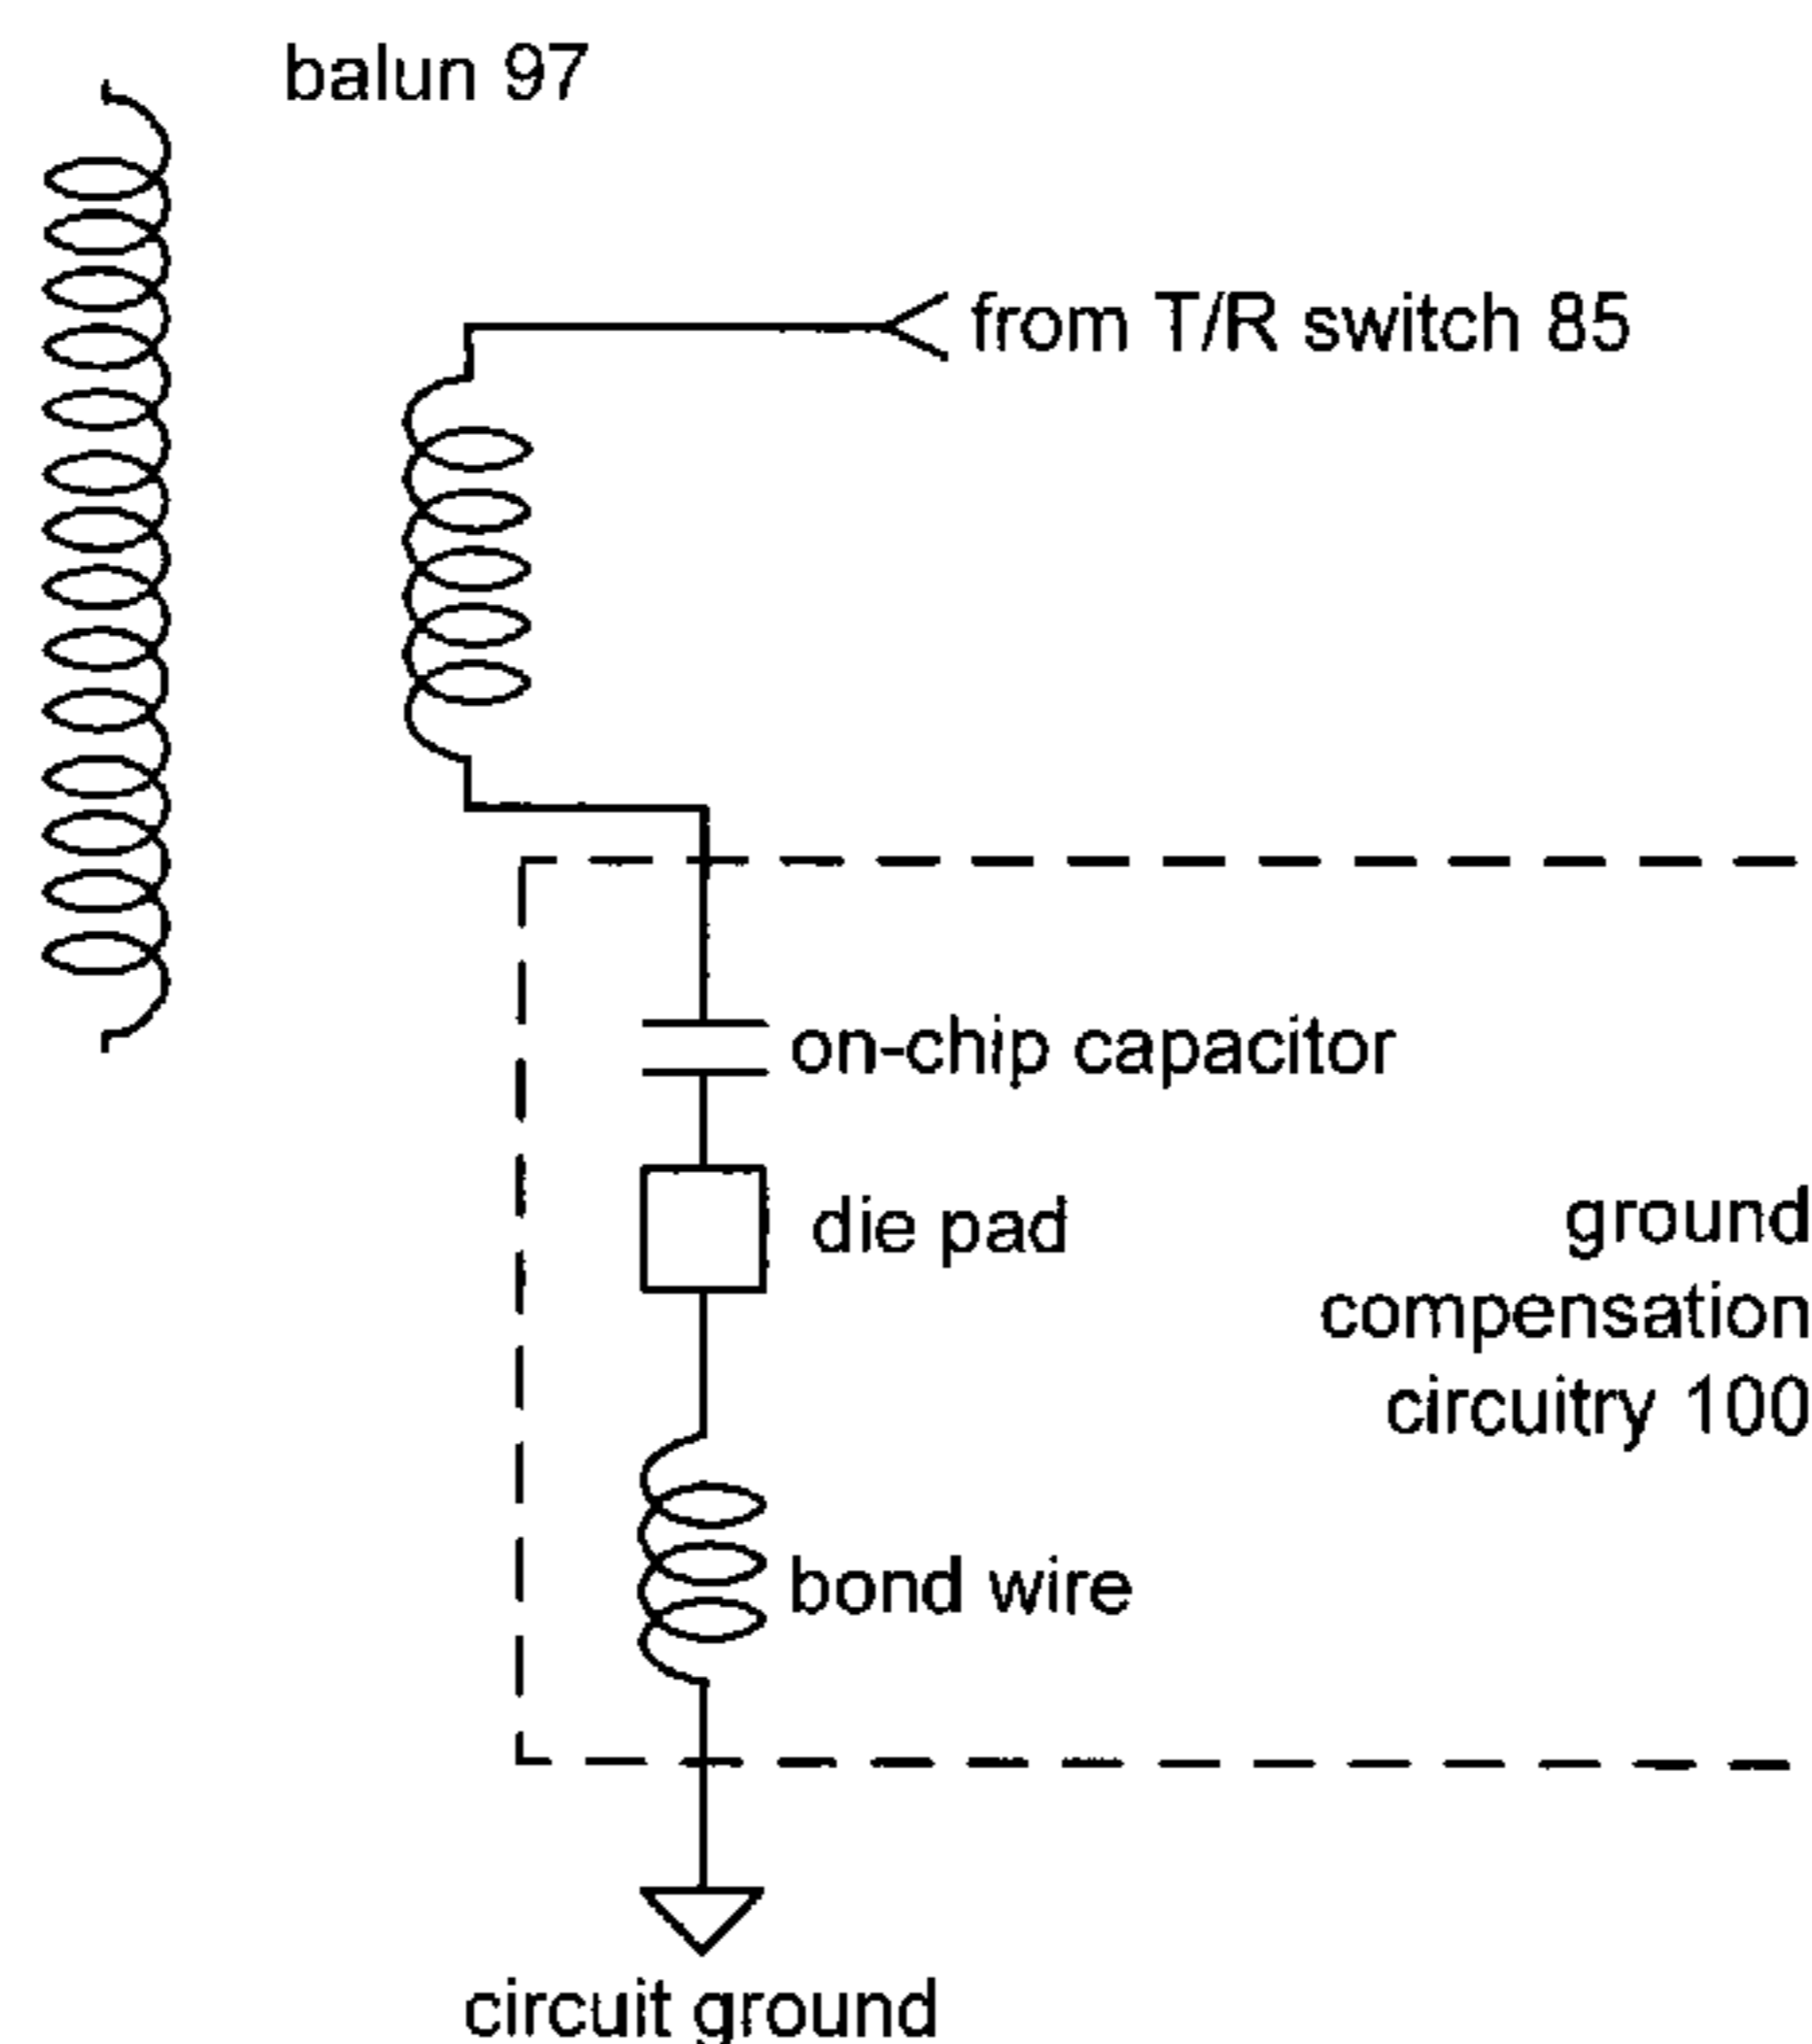 balun 97
from T/R switch 85
on-chip capacitor
die pad
ground
compensation
circuitry 100
bond wire
circuit ground